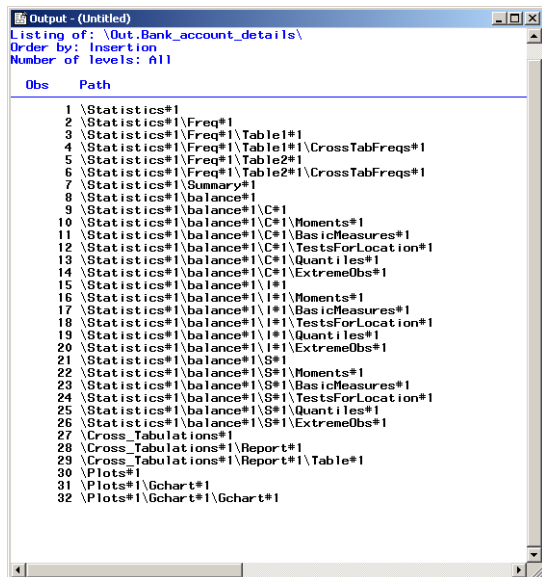 Output - (Untitled)
Listing of: \Out.Bank_account_details\
Order by: Insertion
Number of levels: All
Obs Path
1 \Statistics#1
2 \Statistics#1\Freq#1
3 \Statistics#1\Freq#1\Table1#1
4 \Statistics#1\Freq#1\Table1#1\CrossTabFreqs#1
5 \Statistics#1\Freq#1\Table2#1
6 \Statistics#1\Freq#1\Table2#1\CrossTabFreqs#1
7 \Statistics#1\Summary#1
8 \Statistics#1\balance#1
9 \Statistics#1\balance#1\C#1
10 \Statistics#1\balance#1\C#1\Moments#1
11 \Statistics#1\balance#1\C#1\BasicMeasures#1
12 \Statistics#1\balance#1\C#1\TestsForLocation#1
13 \Statistics#1\balance#1\C#1\Quantiles#1
14 \Statistics#1\balance#1\C#1\ExtremeObs#1
15 \Statistics#1\balance#1\I#1
16 \Statistics#1\balance#1\I#1\Moments#1
17 \Statistics#1\balance#1\I#1\BasicMeasures#1
18 \Statistics#1\balance#1\I#1\TestsForLocation#1
19 \Statistics#1\balance#1\I#1\Quantiles#1
20 \Statistics#1\balance#1\I#1\ExtremeObs#1
21 \Statistics#1\balance#1\S#1
22 \Statistics#1\balance#1\S#1\Moments#1
23 \Statistics#1\balance#1\S#1\BasicMeasures#1
24 \Statistics#1\balance#1\S#1\TestsForLocation#1
25 \Statistics#1\balance#1\S#1\Quantiles#1
26 \Statistics#1\balance#1\S#1\ExtremeObs#1
27 \Cross_Tabulations#1
28 \Cross_Tabulations#1\Report#1
29 \Cross_Tabulations#1\Report#1\Table#1
30 \Plots#1
31 \Plots#1\Gchart#1
32 \Plots#1\Gchart#1\Gchart#1